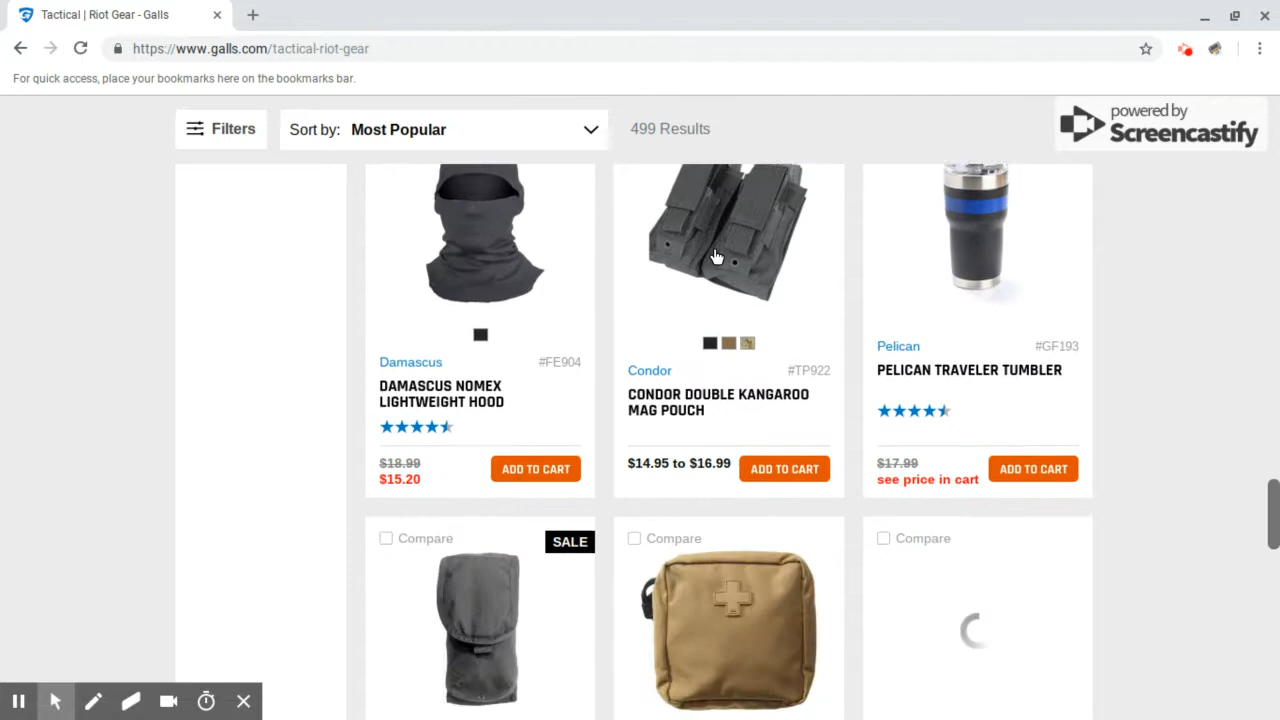 Tactical | Riot Gear - Galls
https://www.galls.com/tactical-riot-gear
For quick access, place your bookmarks here on the bookmarks bar.
Filters
Sort by: Most Popular
499 Results
powered by
Screencastify
Damascus #FE904
DAMASCUS NOMEX
LIGHTWEIGHT HOOD
$18.99
$15.20
ADD TO CART
Condor #TP922
CONDOR DOUBLE KANGAROO
MAG POUCH
$14.95 to $16.99
ADD TO CART
Pelican #GF193
PELICAN TRAVELER TUMBLER
$17.99
see price in cart
ADD TO CART
Compare
SALE
Compare
Compare